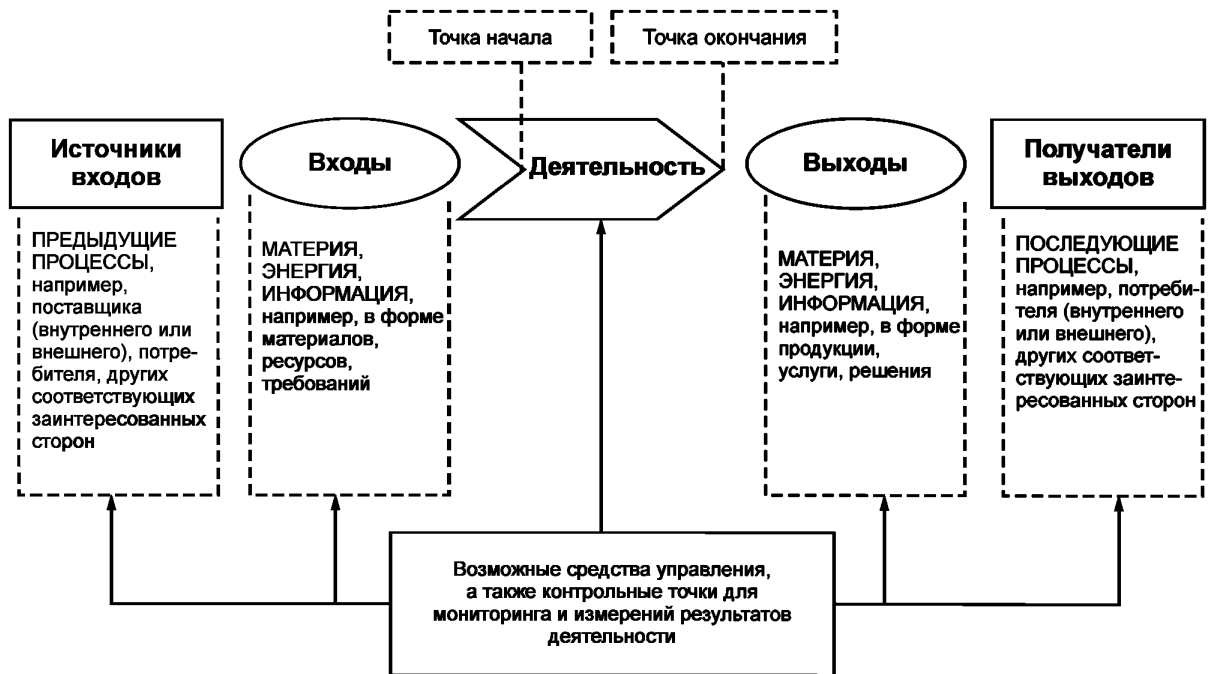 Точка начала
Точка окончания
Источники
входов
Входы
Деятельность
Выходы
Получатели
выходов
ПРЕДЫДУЩИЕ
ПРОЦЕССЫ,
например,
поставщика
(внутреннего или
внешнего), потре-
бителя, других
соответствующих
заинтересованных
сторон
МАТЕРИЯ,
ЭНЕРГИЯ,
ИНФОРМАЦИЯ,
например, в форме
материалов,
ресурсов,
требований
МАТЕРИЯ,
ЭНЕРГИЯ,
ИНФОРМАЦИЯ,
например, в форме
продукции,
услуги, решения
ПОСЛЕДУЮЩИЕ
ПРОЦЕССЫ,
например, потреби-
теля (внутреннего
или внешнего),
других соответ-
ствующих заинте-
ресованных сторон
Возможные средства управления,
а также контрольные точки для
мониторинга и измерений результатов
деятельности